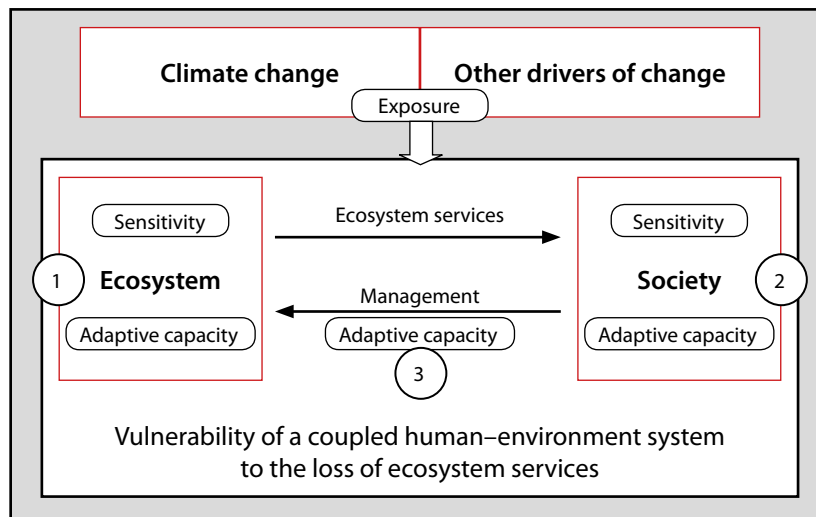 Climate change
Other drivers of change
Exposure
Sensitivity
Ecosystem services
Sensitivity
1
Ecosystem
Society
2
Management
Adaptive capacity
Adaptive capacity
Adaptive capacity
3
Vulnerability of a coupled human–environment system
to the loss of ecosystem services